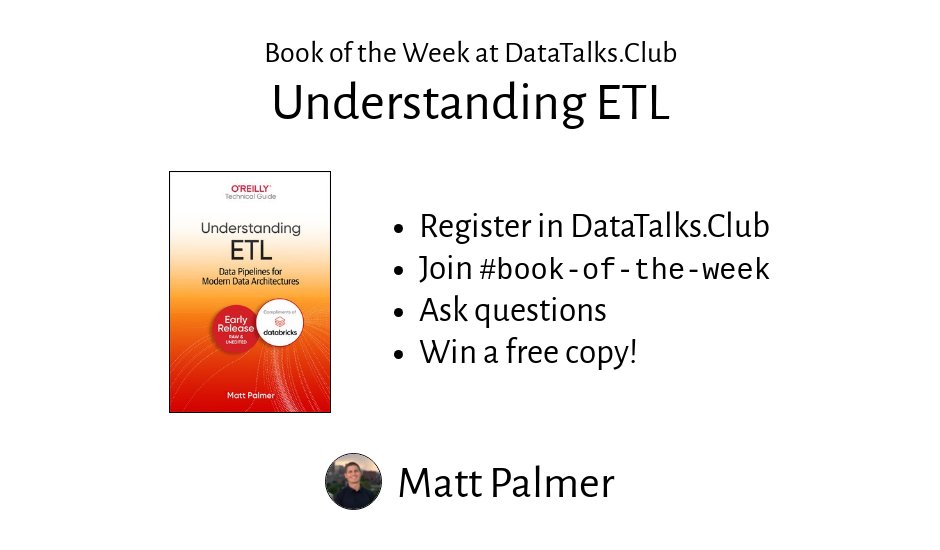 Book of the Week at DataTalks.Club
Understanding ETL
O'REILLY
Technical Guide
Understanding
ETL
Data Pipelines for
Modern Data Architectures
Early
Release
RAW &
UNEDITED
Compliments of
databricks
Matt Palmer
• Register in DataTalks.Club
• Join #book-of-the-week
• Ask questions
• Win a free copy!
Matt Palmer